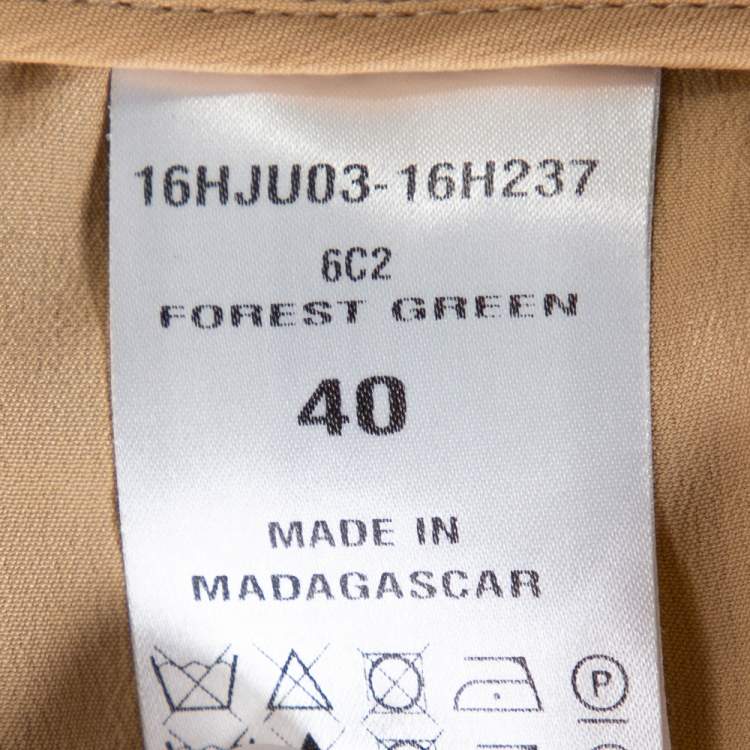 16HJU03-16H237
6C2
FOREST GREEN
40
MADE IN
MADAGASCAR
P